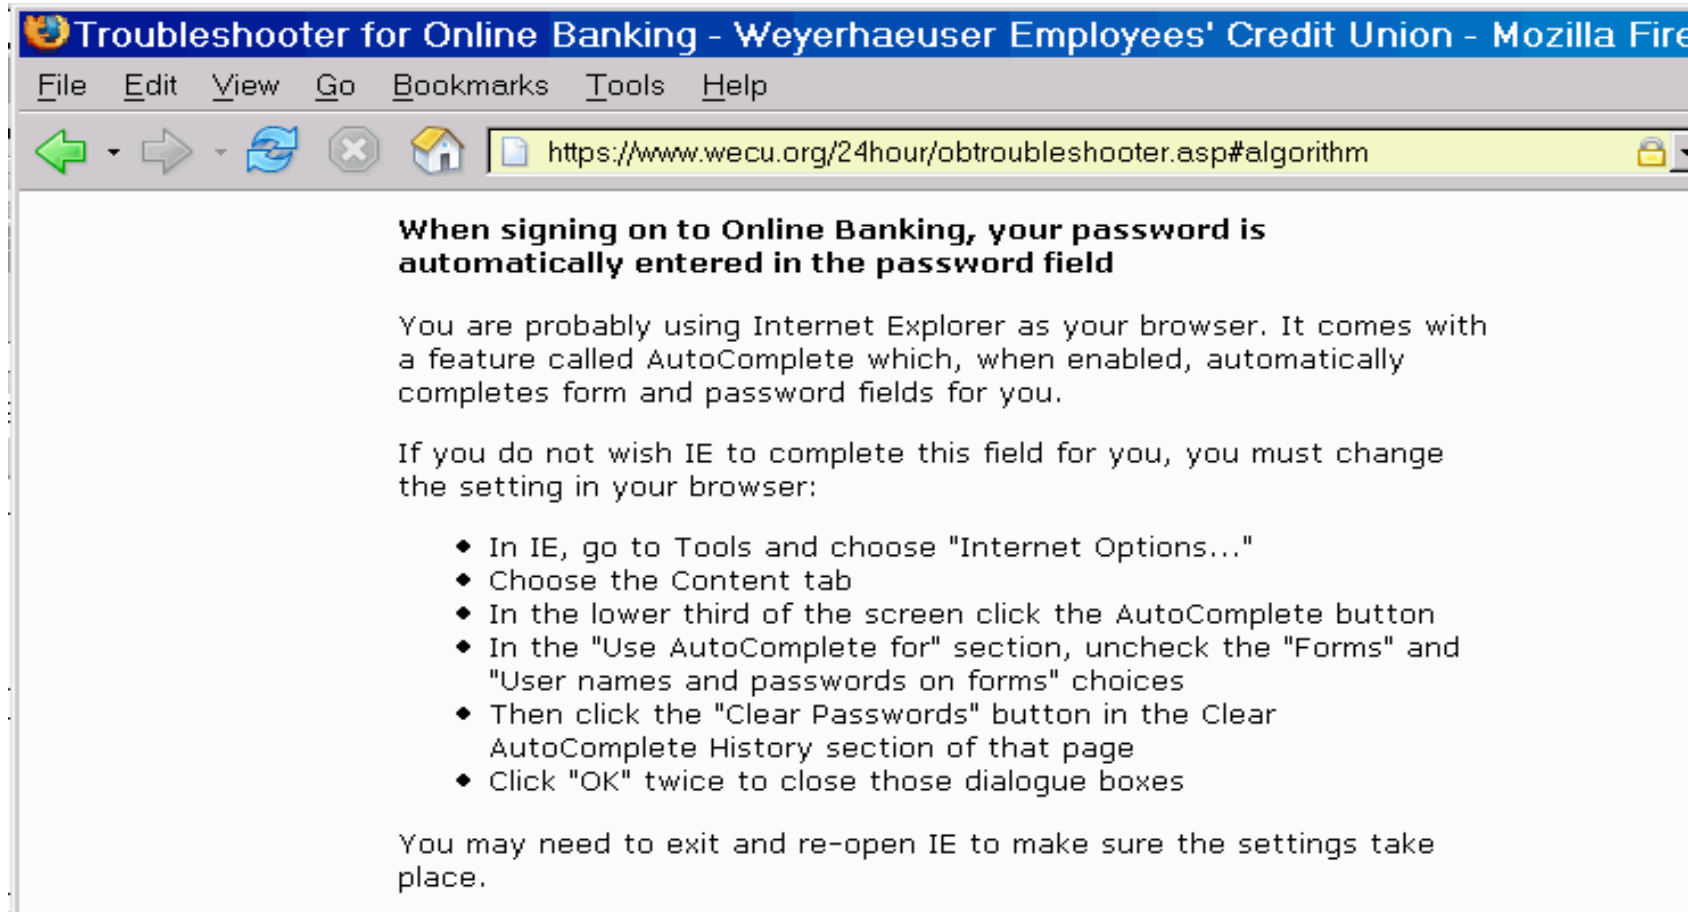 Troubleshooter for Online Banking - Weyerhaeuser Employees' Credit Union - Mozilla Fire
File Edit View Go Bookmarks Tools Help
https://www.wecu.org/24hour/obtroubleshooter.asp#algorithm
When signing on to Online Banking, your password is
automatically entered in the password field
You are probably using Internet Explorer as your browser. It comes with
a feature called AutoComplete which, when enabled, automatically
completes form and password fields for you.
If you do not wish IE to complete this field for you, you must change
the setting in your browser:
• In IE, go to Tools and choose "Internet Options..."
• Choose the Content tab
• In the lower third of the screen click the AutoComplete button
• In the "Use AutoComplete for" section, uncheck the "Forms" and
"User names and passwords on forms" choices
• Then click the "Clear Passwords" button in the Clear
AutoComplete History section of that page
• Click "OK" twice to close those dialogue boxes
You may need to exit and re-open IE to make sure the settings take
place.